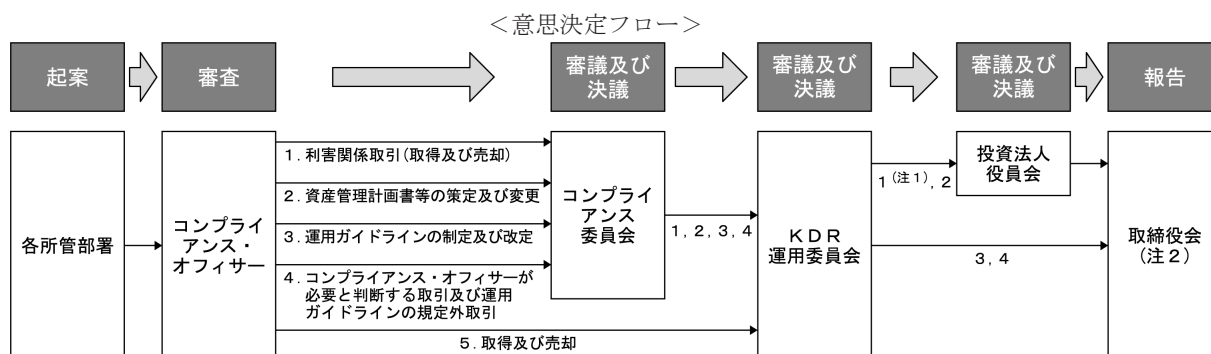 ＜意思決定フロー＞
起案
審査
審議及び
決議
審議及び
決議
審議及び
決議
報告
各所管部署
コンプライ
アンス・
オフィサー
1．利害関係取引(取得及び売却)
2．資産管理計画書等の策定及び変更
3．運用ガイドラインの制定及び改定
4．コンプライアンス・オフィサーが
必要と判断する取引及び運用
ガイドラインの規定外取引
5．取得及び売却
コンプライ
アンス
委員会
1, 2, 3, 4
ＫＤＲ
運用委員会
1(注1), 2
3, 4
投資法人
役員会
取締役会
(注２)